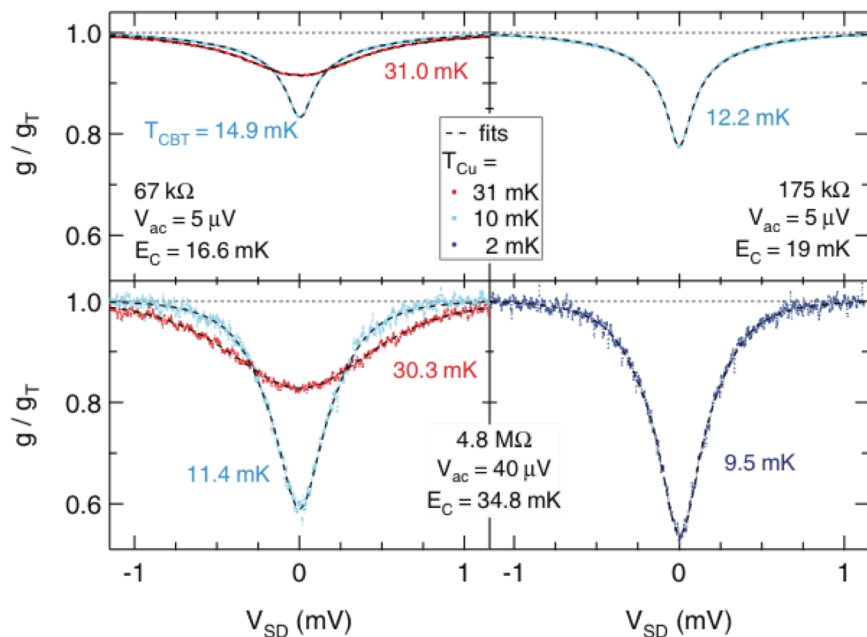 1.0
0.8
0.6
g / g_T
31.0 mK
T_CBT = 14.9 mK
67 kΩ
V_ac = 5 μV
E_C = 16.6 mK
fits
T_Cu =
31 mK
10 mK
2 mK
12.2 mK
175 kΩ
V_ac = 5 μV
E_C = 19 mK
1.0
0.8
0.6
g / g_T
30.3 mK
11.4 mK
4.8 MΩ
V_ac = 40 μV
E_C = 34.8 mK
9.5 mK
-1 0 1
-1 0 1
V_SD (mV)
V_SD (mV)